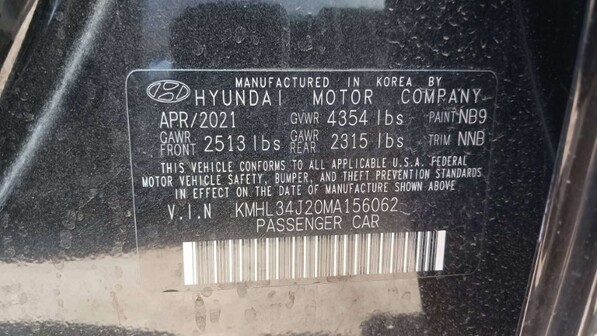 MANUFACTURED IN KOREA BY
HYUNDAI MOTOR COMPANY
APR/2021 GVWR 4354 lbs PAINT NB9
GAWR FRONT 2513 lbs GAWR REAR 2315 lbs TRIM NNB
THIS VEHICLE CONFORMS TO ALL APPLICABLE U.S.A. FEDERAL
MOTOR VEHICLE SAFETY, BUMPER, AND THEFT PREVENTION STANDARDS
IN EFFECT ON THE DATE OF MANUFACTURE SHOWN ABOVE
V.I.N KMHL34J20MA156062
PASSENGER CAR